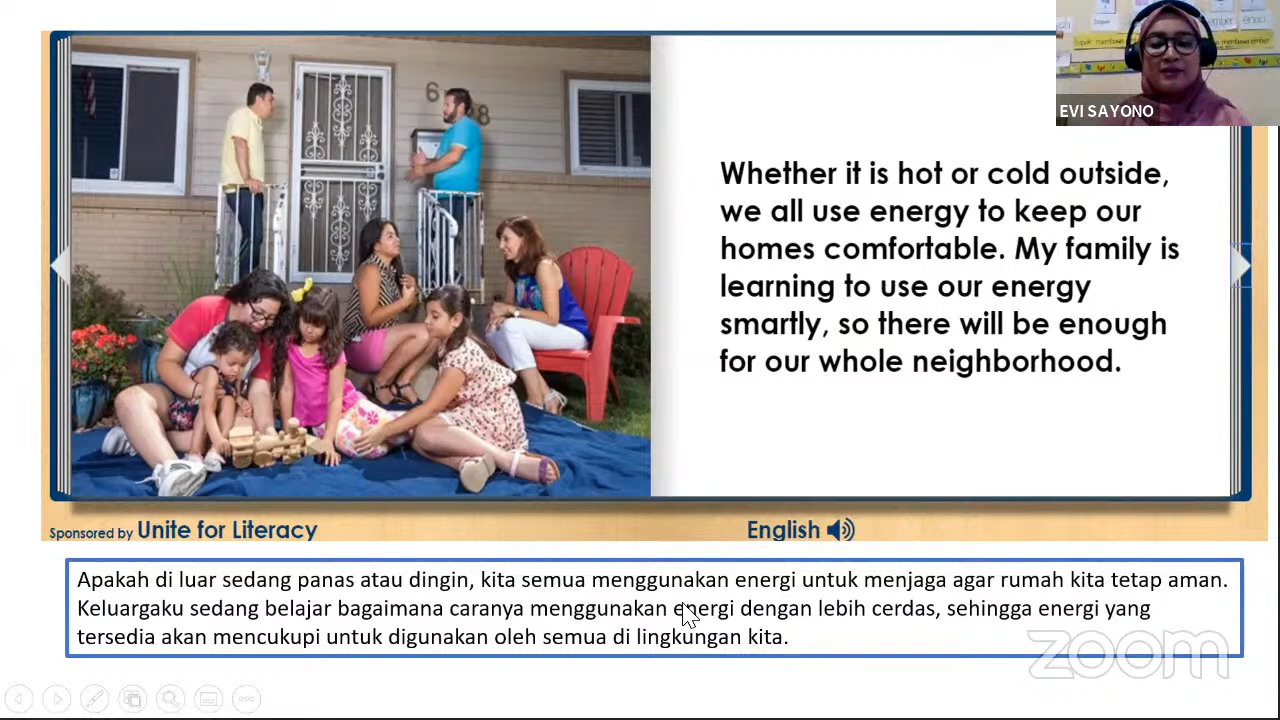 EVI SAYONO
6
8
Whether it is hot or cold outside,
we all use energy to keep our
homes comfortable. My family is
learning to use our energy
smartly, so there will be enough
for our whole neighborhood.
Sponsored by Unite for Literacy
English
Apakah di luar sedang panas atau dingin, kita semua menggunakan energi untuk menjaga agar rumah kita tetap aman.
Keluargaku sedang belajar bagaimana caranya menggunakan energi dengan lebih cerdas, sehingga energi yang
tersedia akan mencukupi untuk digunakan oleh semua di lingkungan kita.
zoom